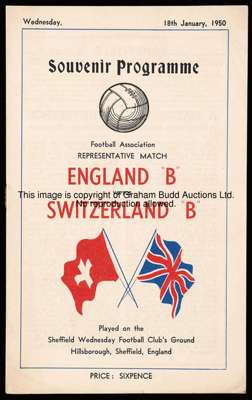 Wednesday. 18th January, 1950
Souvenir Programme
Football Association
REPRESENTATIVE MATCH
ENGLAND "B"
This image is copyright of Graham Budd Auctions Ltd.
No reproduction allowed.
SWITZERLAND "B"
Played on the
Sheffield Wednesday Football Club's Ground
Hillsborough, Sheffield, England
PRICE: SIXPENCE